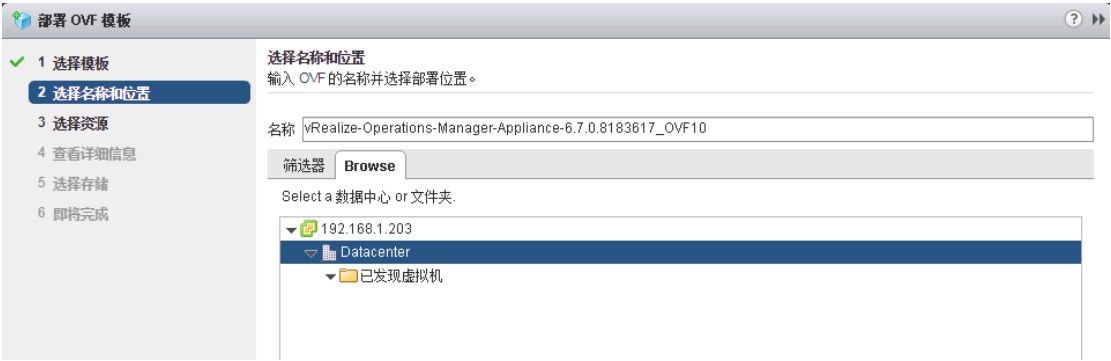 部署 OVF 模板
1 选择模板
2 选择名称和位置
3 选择资源
4 查看详细信息
5 选择存储
6 即将完成
选择名称和位置
输入 OVF 的名称并选择部署位置。
名称 vRealize-Operations-Manager-Appliance-6.7.0.8183617_OVF10
筛选器 Browse
Select a 数据中心 or 文件夹.
192.168.1.203
Datacenter
已发现虚拟机